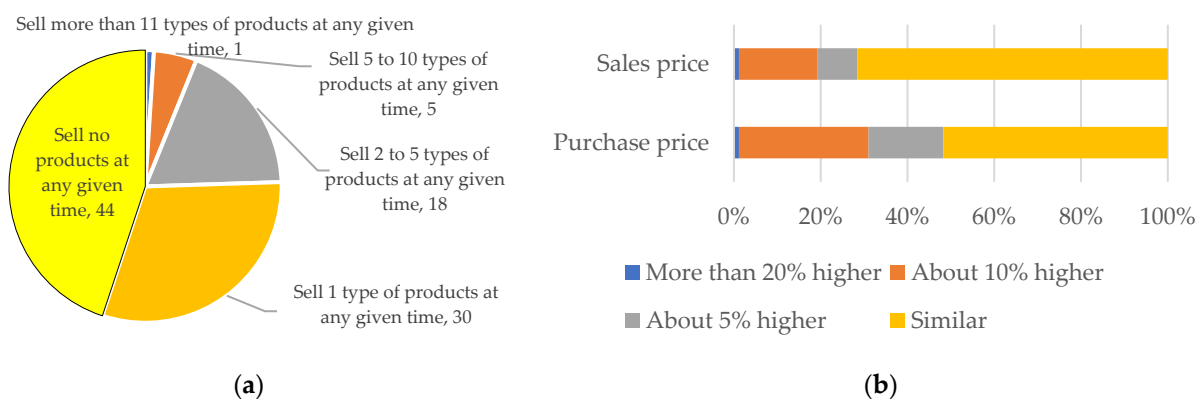 Sell more than 11 types of products at any given
time, 1
Sell 5 to 10 types of
products at any given
time, 5
Sell no
products at
any given
time, 44
Sell 2 to 5 types of
products at any given
time, 18
Sell 1 type of products at
any given time, 30
(a)
Sales price
Purchase price
0% 20% 40% 60% 80% 100%
More than 20% higher About 10% higher
About 5% higher Similar
(b)